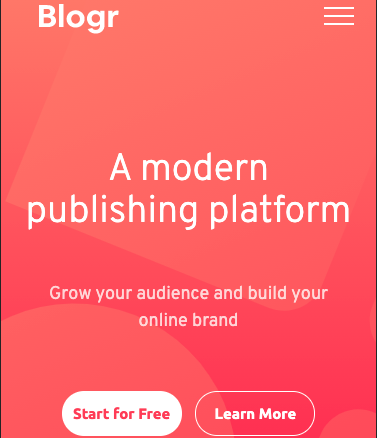 Blogr
A modern
publishing platform
Grow your audience and build your
online brand
Start for Free
Learn More